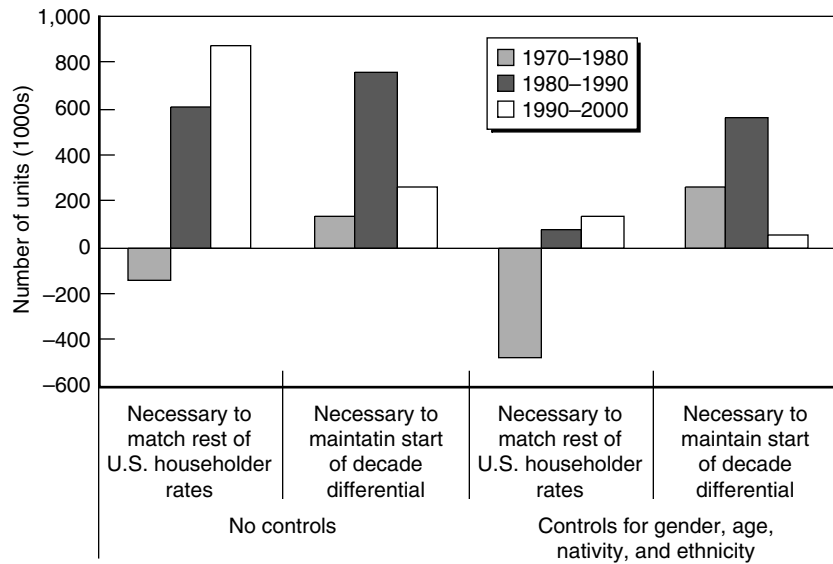 Number of units (1000s)
1,000
800
600
400
200
0
–200
–400
–600
1970–1980
1980–1990
1990–2000
Necessary to
match rest of
U.S. householder
rates
Necessary to
maintatin start
of decade
differential
Necessary to
match rest of
U.S. householder
rates
Necessary to
maintain start
of decade
differential
No controls
Controls for gender, age,
nativity, and ethnicity